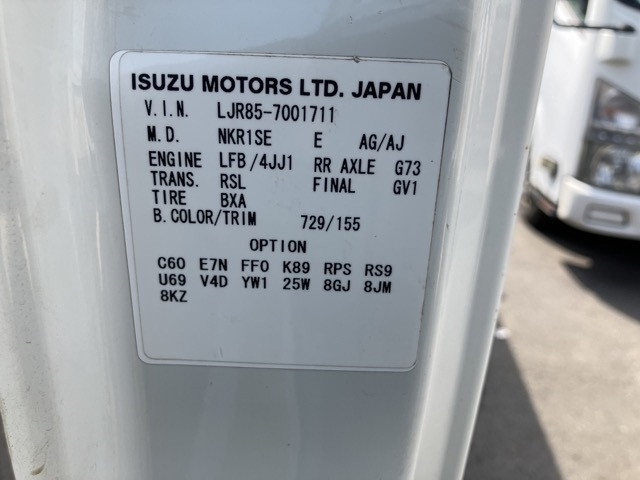 ISUZU MOTORS LTD. JAPAN
V.I.N. LJR85-7001711
M.D. NKR1SE E AG/AJ
ENGINE LFB/4JJ1 RR AXLE G73
TRANS. RSL FINAL GV1
TIRE BXA
B.COLOR/TRIM 729/155
OPTION
C60 E7N FF0 K89 RPS RS9
U69 V4D YW1 25W 8GJ 8JM
8KZ